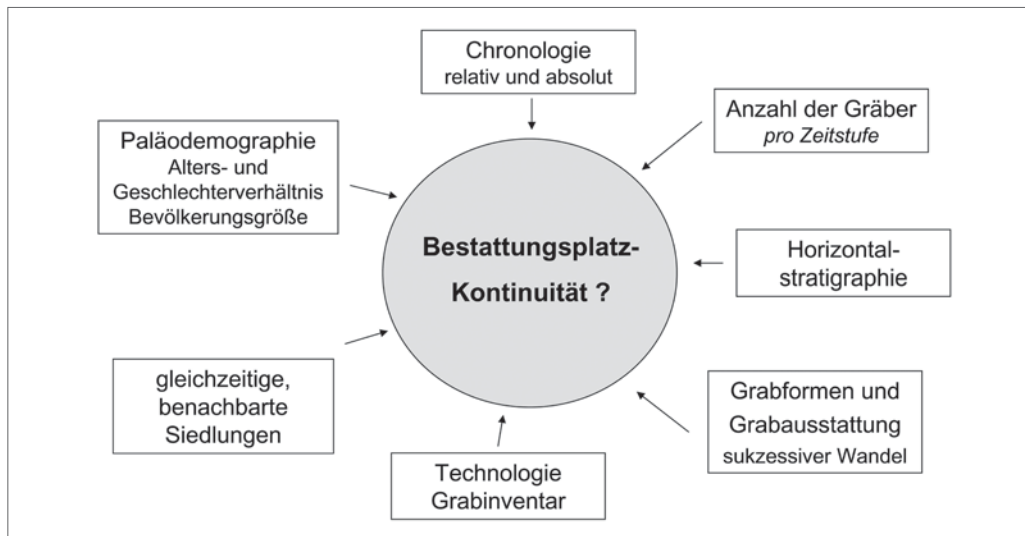 Chronologie
relativ und absolut
Anzahl der Gräber
pro Zeitstufe
Paläodemographie
Alters- und
Geschlechterverhältnis
Bevölkerungsgröße
Bestattungsplatz-
Kontinuität ?
Horizontal-
stratigraphie
gleichzeitige,
benachbarte
Siedlungen
Grabformen und
Grabausstattung
sukzessiver Wandel
Technologie
Grabinventar